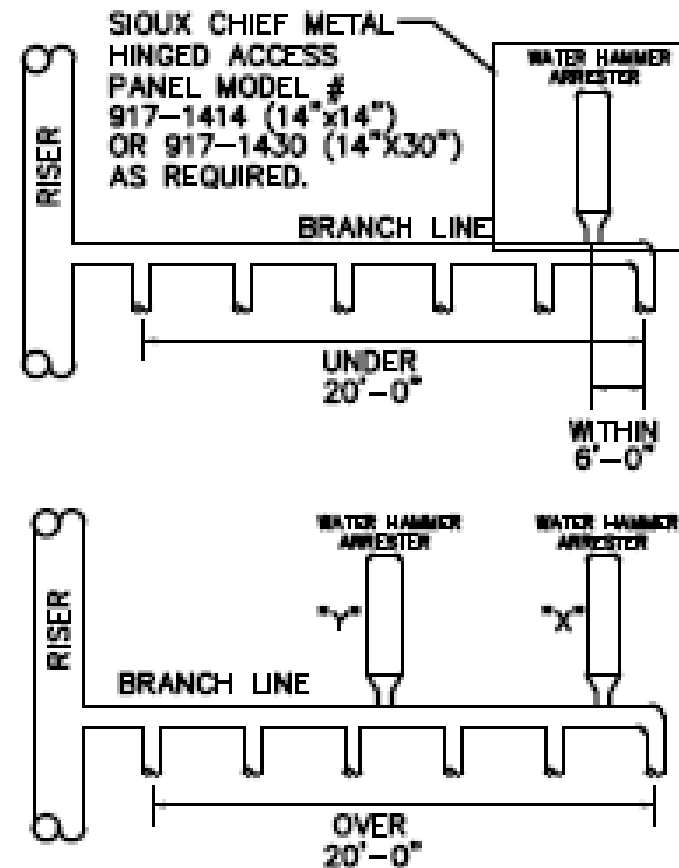 SIOUX CHIEF METAL
HINGED ACCESS
PANEL MODEL #
917-1414 (14"x14")
OR 917-1430 (14"X30")
AS REQUIRED.
WATER HAMMER
ARRESTER
RISER
BRANCH LINE
UNDER
20'-0"
WITHIN
6'-0"
WATER HAMMER
ARRESTER
WATER HAMMER
ARRESTER
"Y"
"X"
RISER
BRANCH LINE
OVER
20'-0"